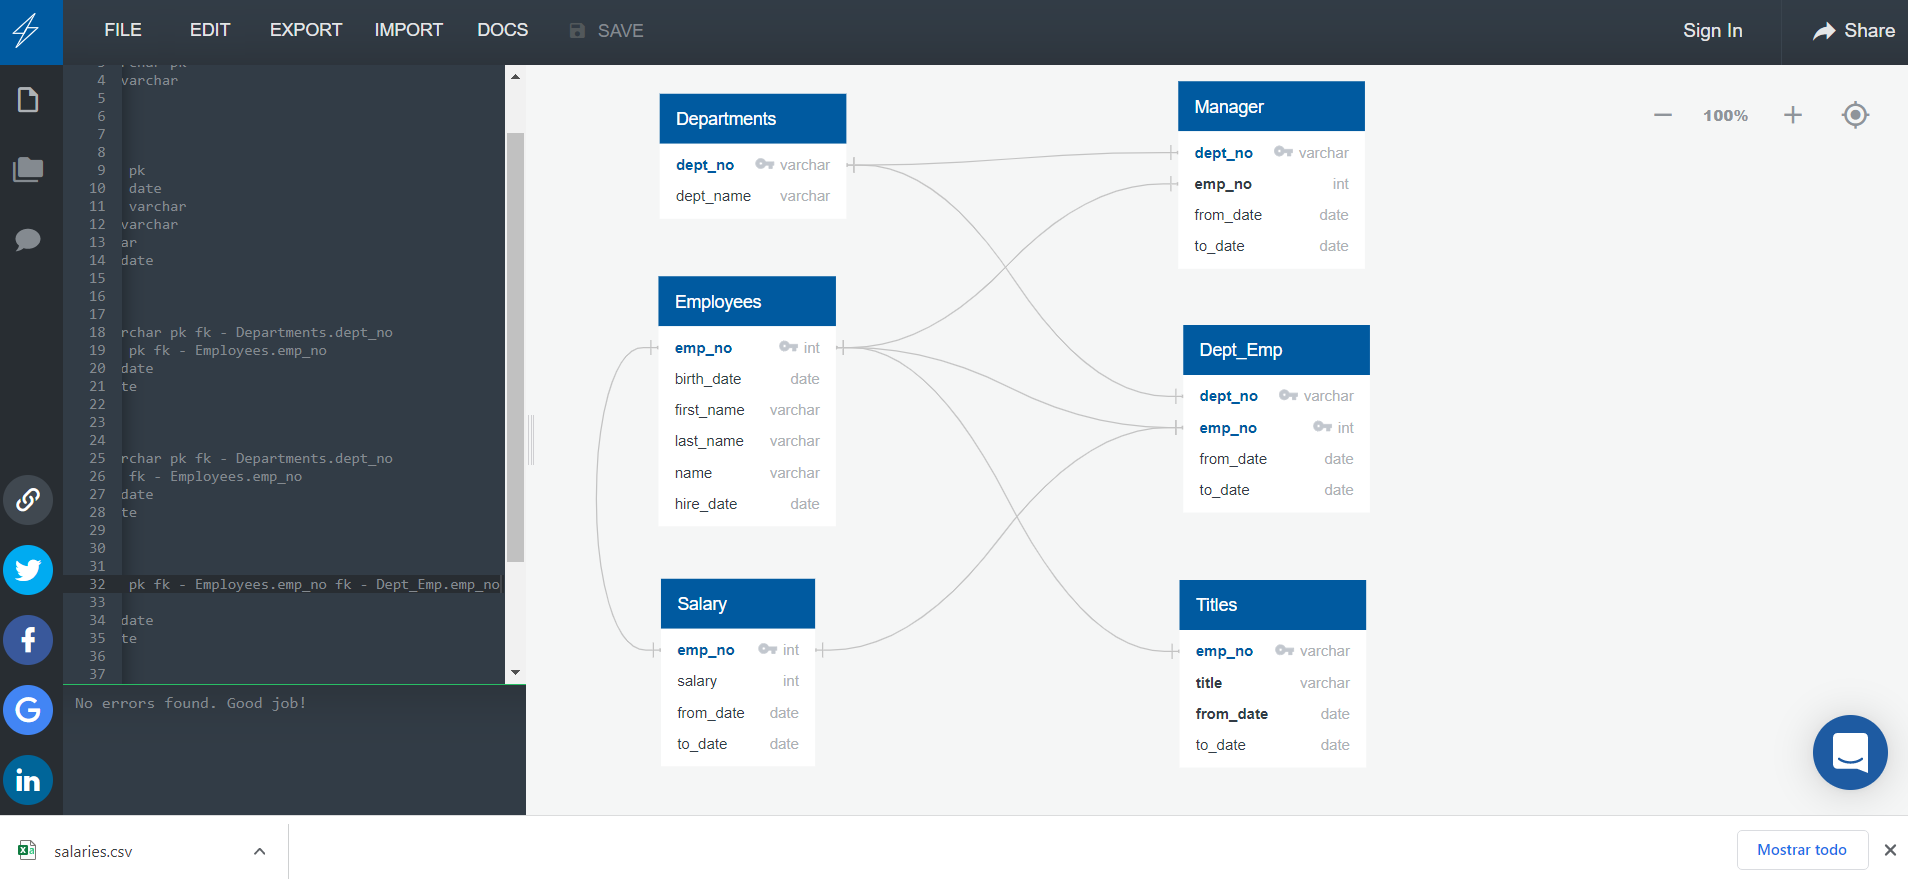 FILE EDIT EXPORT IMPORT DOCS SAVE Sign In Share
4 varchar
5
6
7
8
9 pk
10 date
11 varchar
12 varchar
13 ar
14 date
15
16
17
18 rchar pk fk - Departments.dept_no
19 pk fk - Employees.emp_no
20 date
21 te
22
23
24
25 rchar pk fk - Departments.dept_no
26 fk - Employees.emp_no
27 date
28 te
29
30
31
32 pk fk - Employees.emp_no fk - Dept_Emp.emp_no
33
34 date
35 te
36
37
No errors found. Good job!
Departments
dept_no varchar
dept_name varchar
Employees
emp_no int
birth_date date
first_name varchar
last_name varchar
name varchar
hire_date date
Salary
emp_no int
salary int
from_date date
to_date date
Manager
dept_no varchar
emp_no int
from_date date
to_date date
Dept_Emp
dept_no varchar
emp_no int
from_date date
to_date date
Titles
emp_no varchar
title varchar
from_date date
to_date date
100%
salaries.csv
Mostrar todo